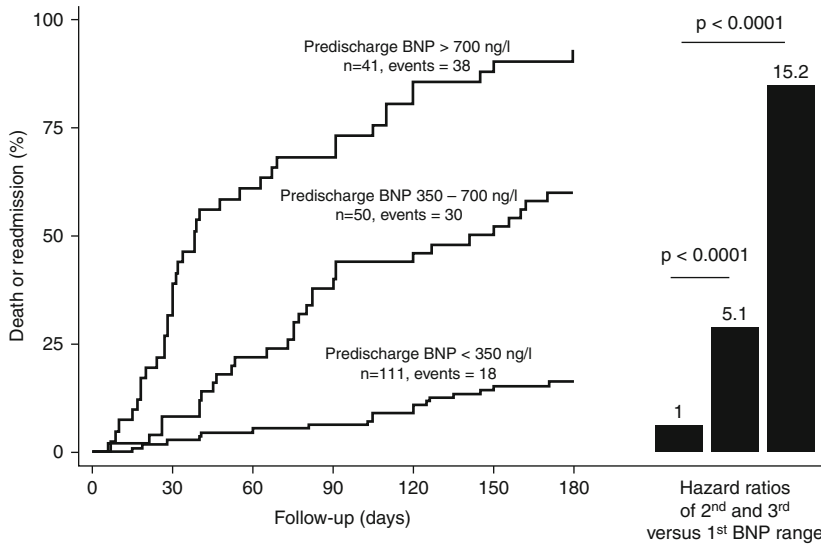 100
75
50
25
0
Death or readmission (%)
Predischarge BNP > 700 ng/l
n=41, events = 38
Predischarge BNP 350 – 700 ng/l
n=50, events = 30
Predischarge BNP < 350 ng/l
n=111, events = 18
0 30 60 90 120 150 180
Follow-up (days)
p < 0.0001
15.2
p < 0.0001
5.1
1
Hazard ratios
of 2nd and 3rd
versus 1st BNP range